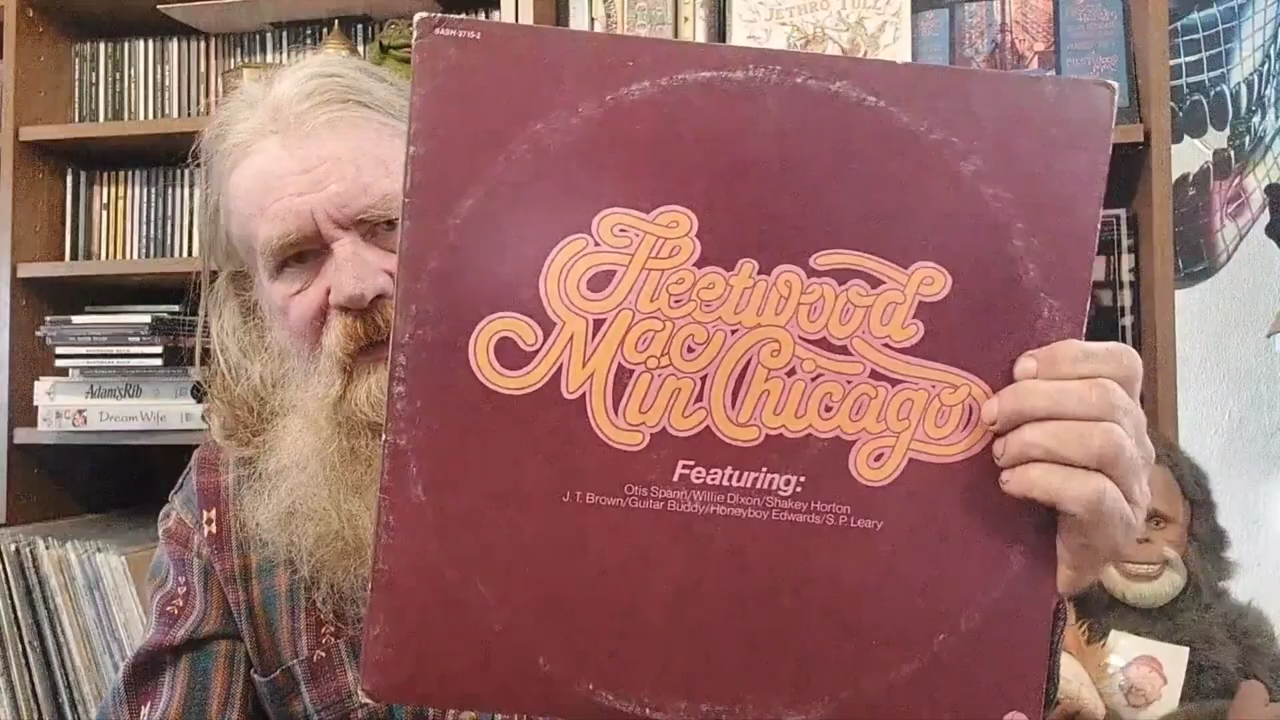 SASH-3715-2
JETHRO TULL
Fleetwood
Mac
in Chicago
Featuring:
Otis Spann/Willie Dixon/Shakey Horton
J. T. Brown/Guitar Buddy/Honeyboy Edwards/S. P. Leary
Adam'sRib
Dream Wife